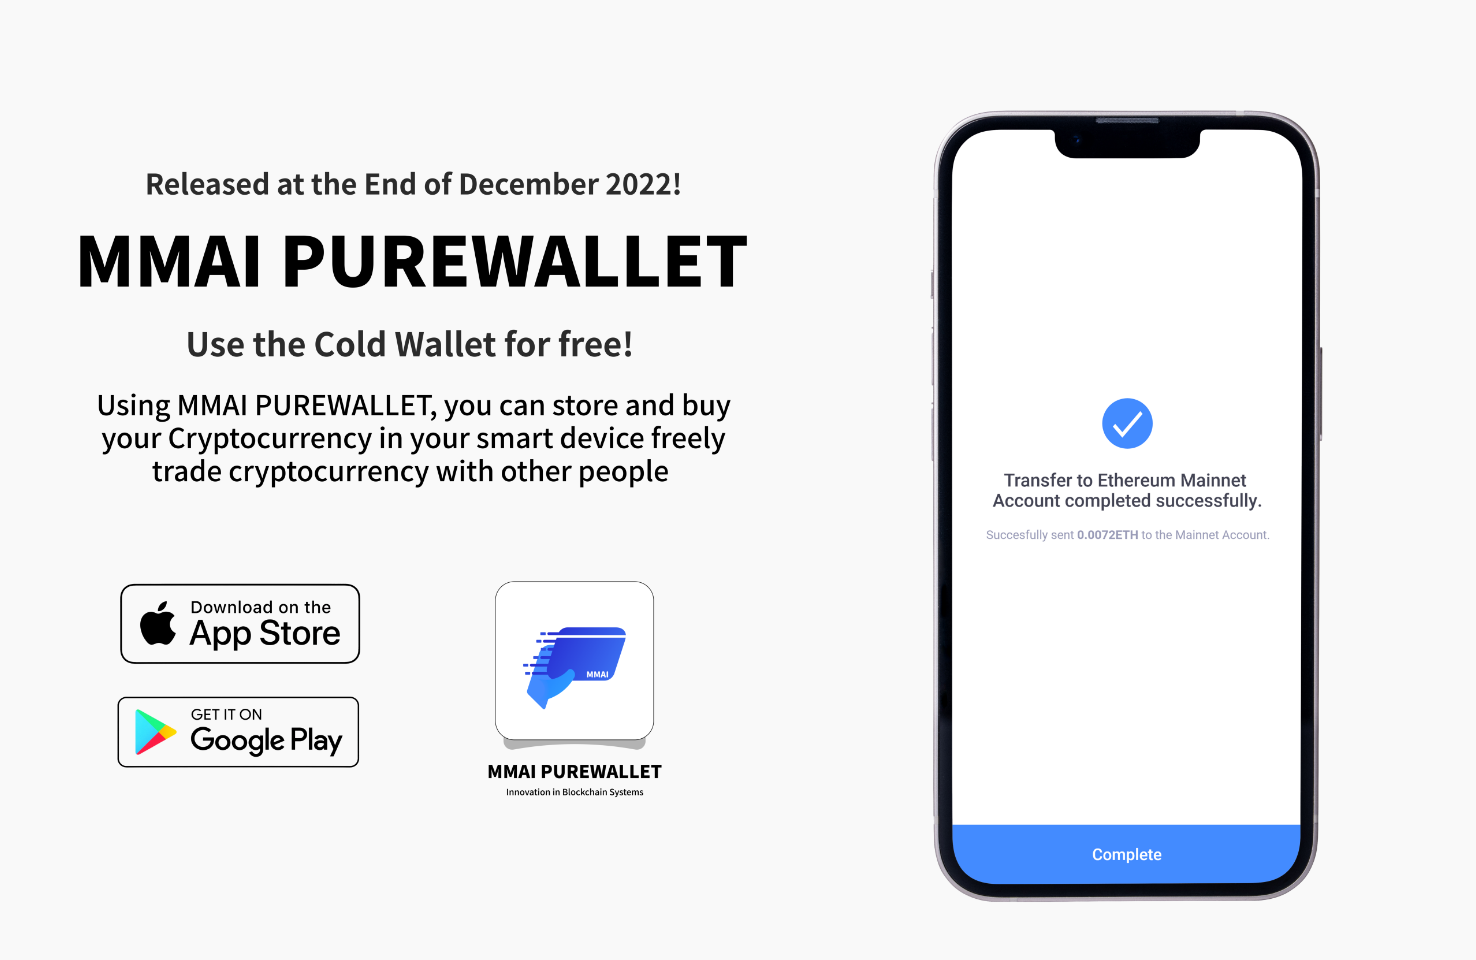 Released at the End of December 2022!
MMAI PUREWALLET
Use the Cold Wallet for free!
Using MMAI PUREWALLET, you can store and buy
your Cryptocurrency in your smart device freely
trade cryptocurrency with other people
Download on the
App Store
GET IT ON
Google Play
MMAI
MMAI PUREWALLET
Innovation in Blockchain Systems
Transfer to Ethereum Mainnet
Account completed successfully.
Succesfully sent 0.0072ETH to the Mainnet Account.
Complete